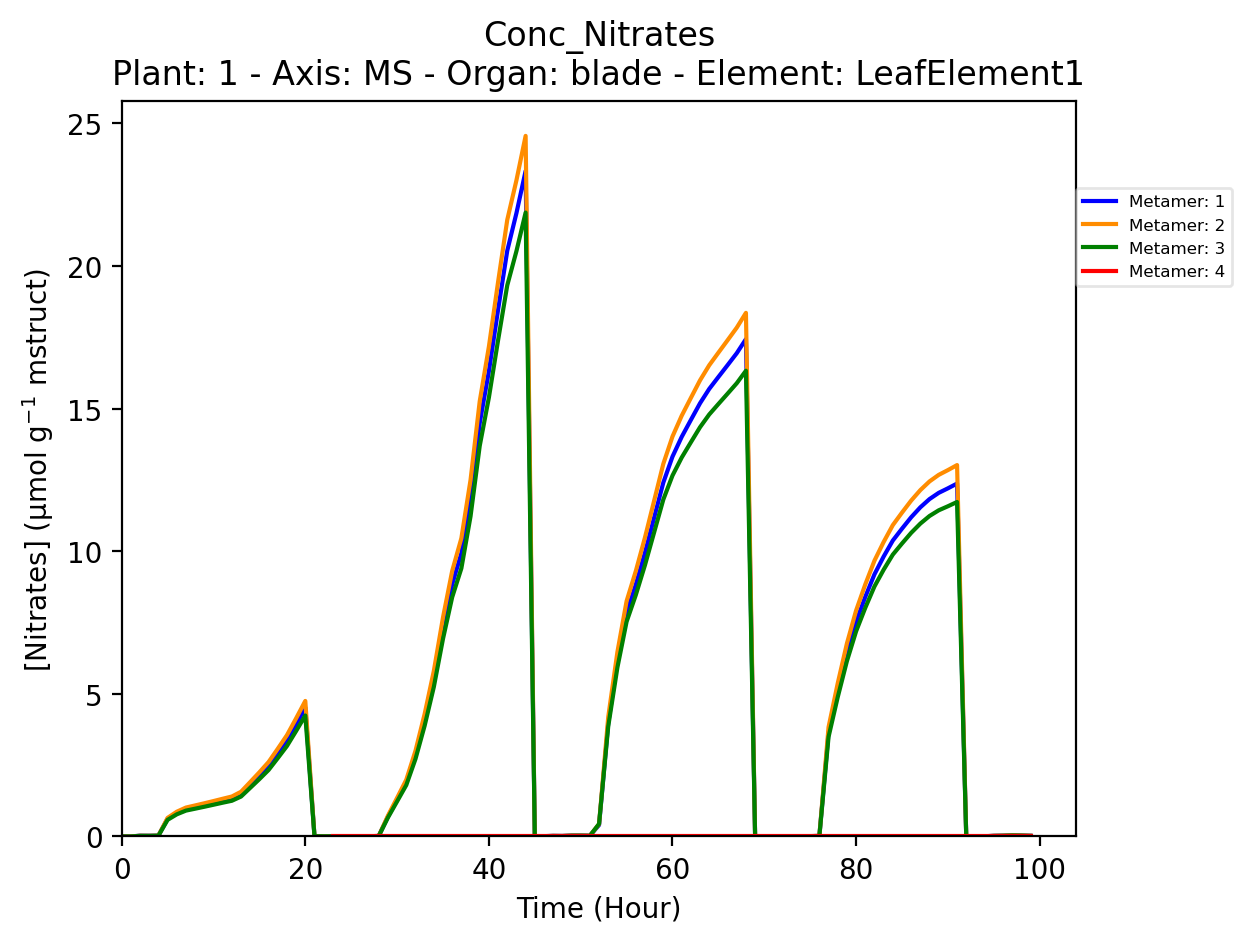 Conc_Nitrates
Plant: 1 - Axis: MS - Organ: blade - Element: LeafElement1
25
20
15
10
5
0
[Nitrates] (µmol g⁻¹ mstruct)
Metamer: 1
Metamer: 2
Metamer: 3
Metamer: 4
0 20 40 60 80 100
Time (Hour)